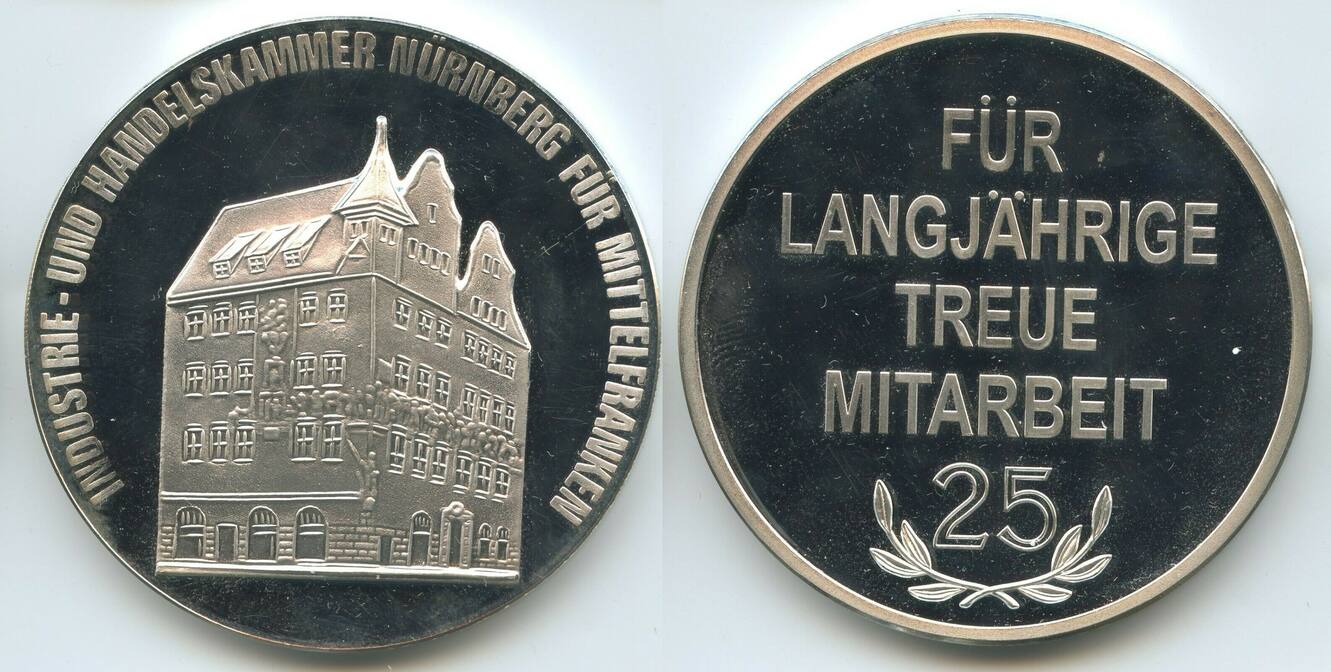 INDUSTRIE - UND HANDELSKAMMER NÜRNBERG FÜR MITTELFRANKEN
FÜR
LANGJÄHRIGE
TREUE
MITARBEIT
25